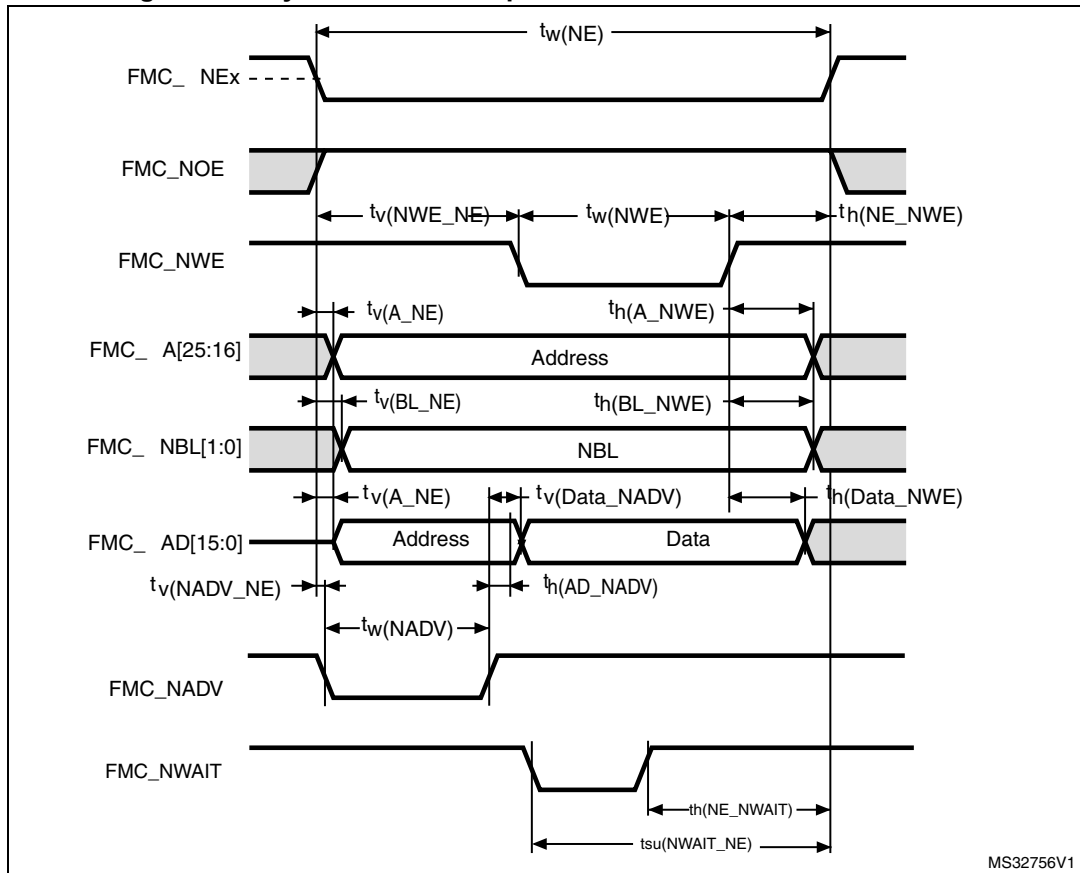 tw(NE)
FMC_ NEx
FMC_NOE
tv(NWE_NE)
tw(NWE)
th(NE_NWE)
FMC_NWE
tv(A_NE)
th(A_NWE)
FMC_ A[25:16]
Address
tv(BL_NE)
th(BL_NWE)
FMC_ NBL[1:0]
NBL
tv(A_NE)
tv(Data_NADV)
th(Data_NWE)
FMC_ AD[15:0]
Address
Data
tv(NADV_NE)
th(AD_NADV)
tw(NADV)
FMC_NADV
FMC_NWAIT
th(NE_NWAIT)
tsu(NWAIT_NE)
MS32756V1